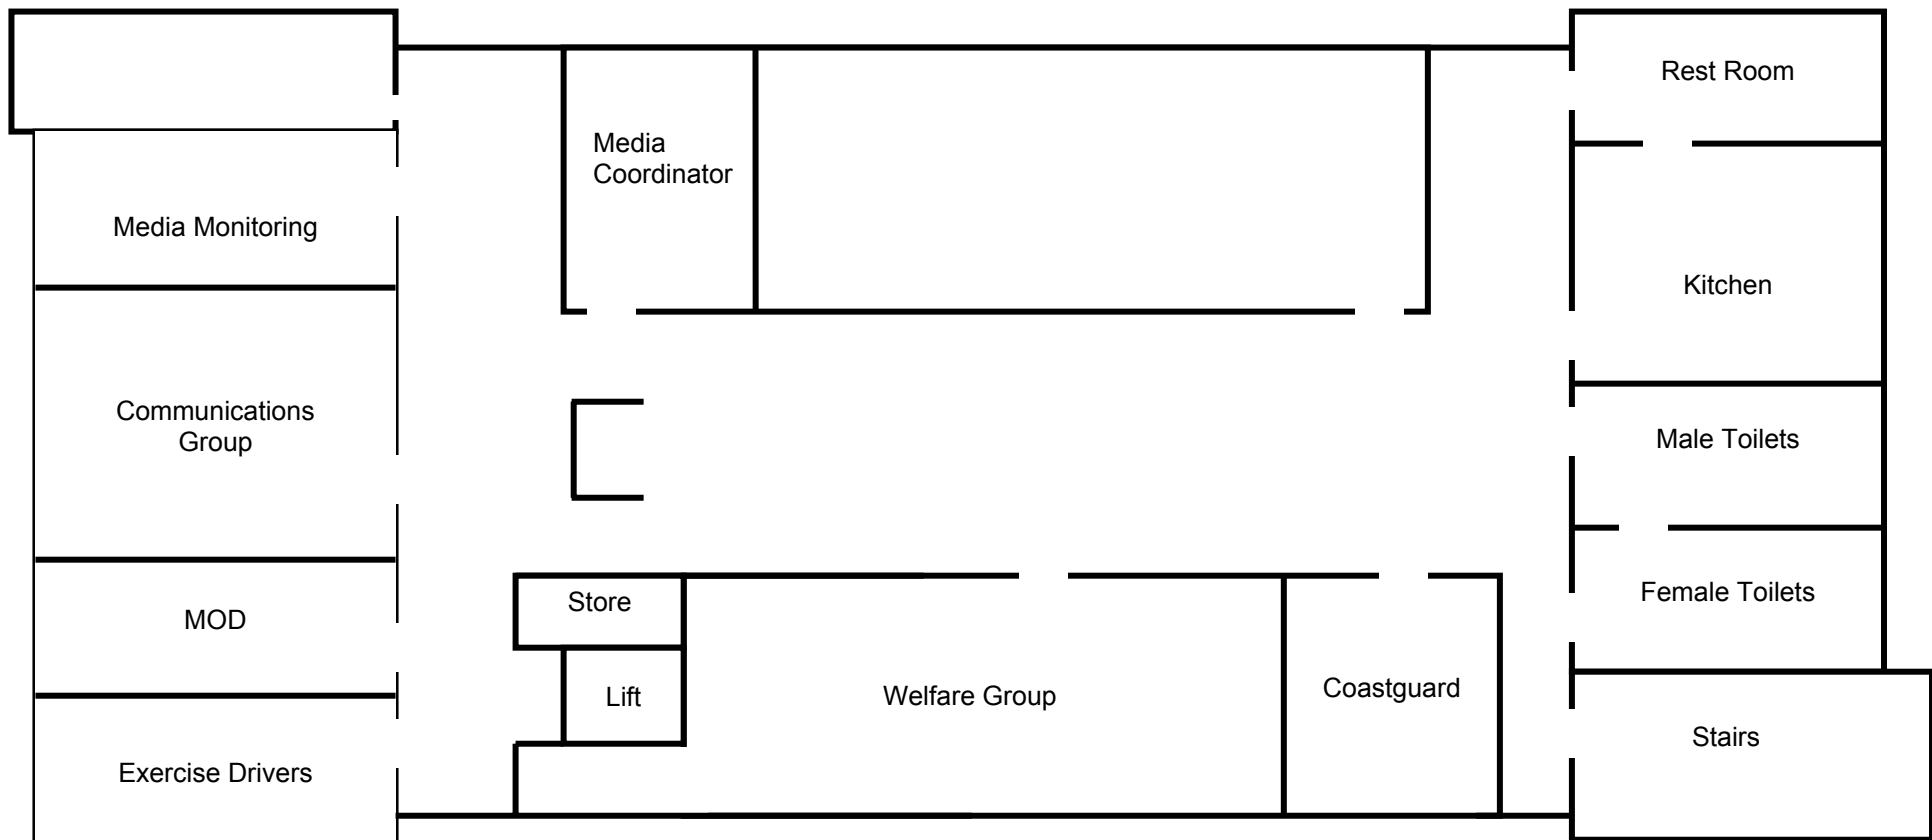 Rest Room
Media
Coordinator
Media Monitoring
Kitchen
Communications
Group
Male Toilets
Store
Female Toilets
MOD
Lift
Welfare Group
Coastguard
Stairs
Exercise Drivers